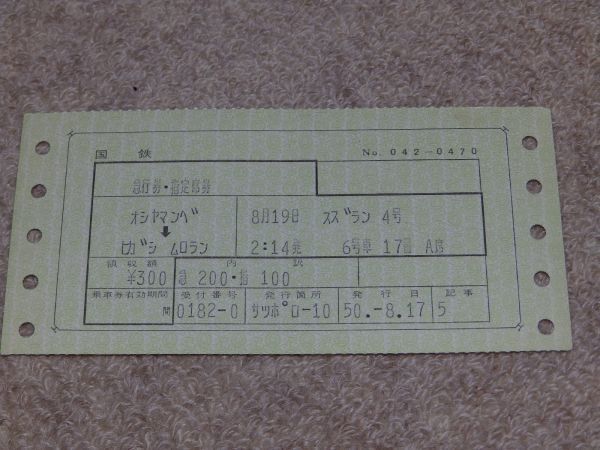 国鉄 No. 042-0470
急行券・指定席券
オシヤマンベ 8月19日 スズラン 4号
⬇
ヒガシ ムロラン 2:14発 6号車 17番 A席
領収額 内訳
¥300 急 200・指 100
乗車券有効期間 受付番号 発行箇所 発行日 記事
間 0182-0 サツポロ-10 50.-8.17 5